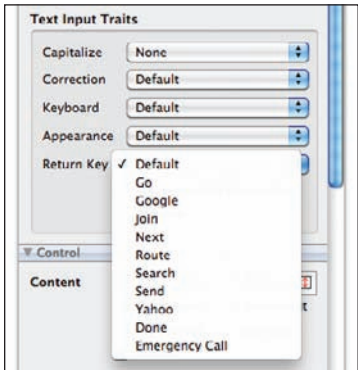 Text Input Traits
Capitalize None
Correction Default
Keyboard Default
Appearance Default
Return Key ✓ Default
Go
Google
Join
Next
Route
Search
Send
Yahoo
Done
Emergency Call
▼ Control
Content
t